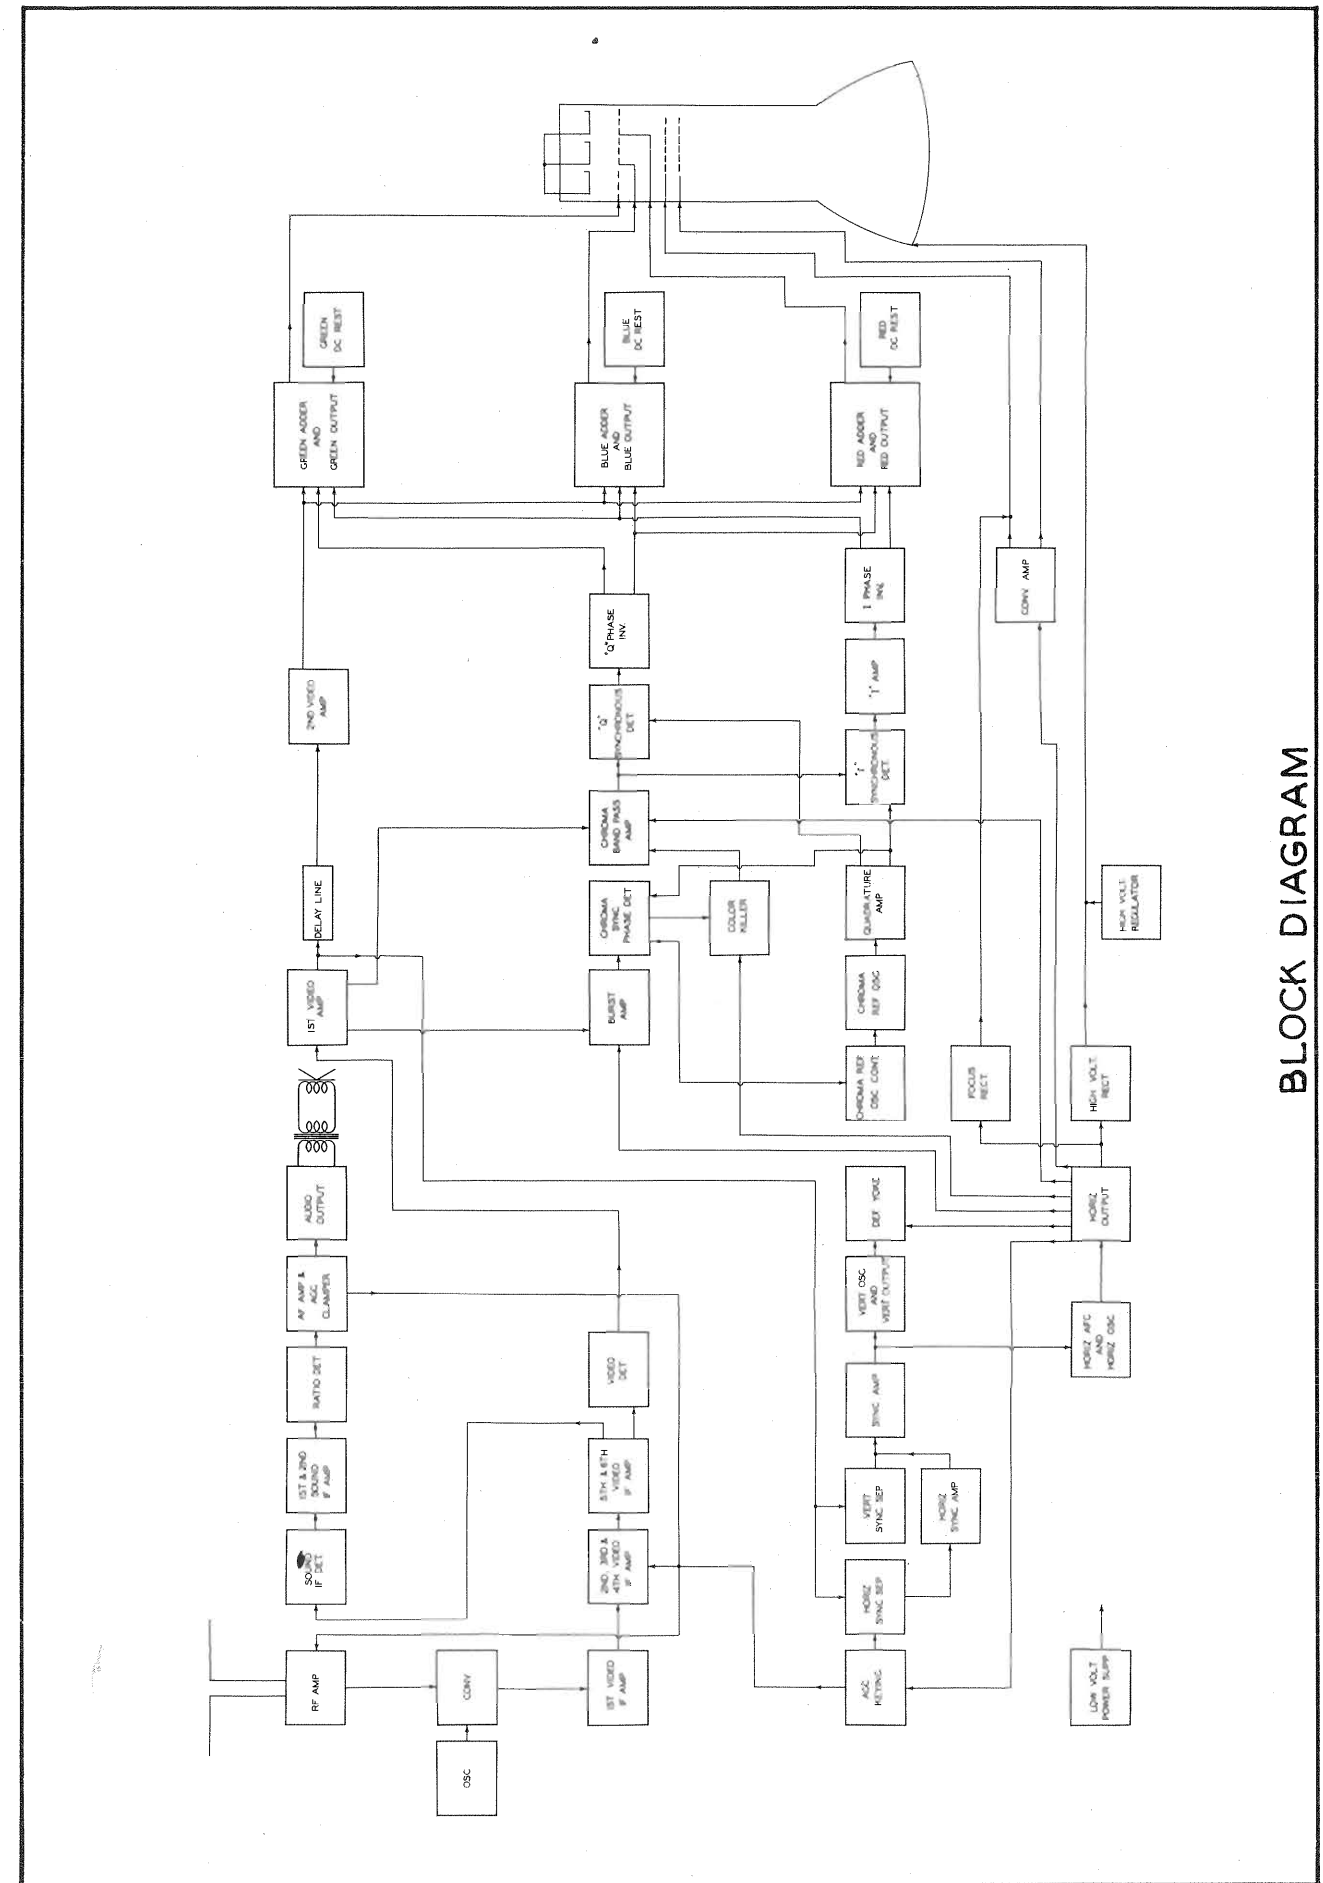 RF AMP
OSC
CONV
1ST VIDEO
IF AMP
SOUND
IF DET
1ST & 2ND
SOUND
IF AMP
RATIO DET
AF AMP &
AGC
CLAMPER
AUDIO
OUTPUT
1ST VIDEO
AMP
DELAY LINE
2ND VIDEO
AMP
GREEN ADDER
AND
GREEN OUTPUT
GREEN
DC REST
2ND, 3RD &
4TH VIDEO
IF AMP
5TH & 6TH
VIDEO
IF AMP
VIDEO
DET
BURST
AMP
CHROMA
SYNC
PHASE DET
CHROMA
BAND PASS
AMP
COLOR
KILLER
"Q"
SYNCHRONOUS
DET
"Q" PHASE
INV.
BLUE ADDER
AND
BLUE OUTPUT
BLUE
DC REST
AGC
KEYING
HORIZ
SYNC SEP
VERT
SYNC SEP
HORIZ
SYNC AMP
SYNC AMP
VERT OSC
AND
VERT OUTPUT
DEF YOKE
CHROMA REF
OSC CONT.
CHROMA
REF OSC
QUADRATURE
AMP
"I"
SYNCHRONOUS
DET.
"I" AMP
I PHASE
INV.
RED ADDER
AND
RED OUTPUT
RED
DC REST
LOW VOLT
POWER SUPP
HORIZ AFC
AND
HORIZ OSC
HORIZ
OUTPUT
FOCUS
RECT.
HIGH VOLT.
RECT
HIGH VOLT.
REGULATOR
CONV. AMP
BLOCK DIAGRAM